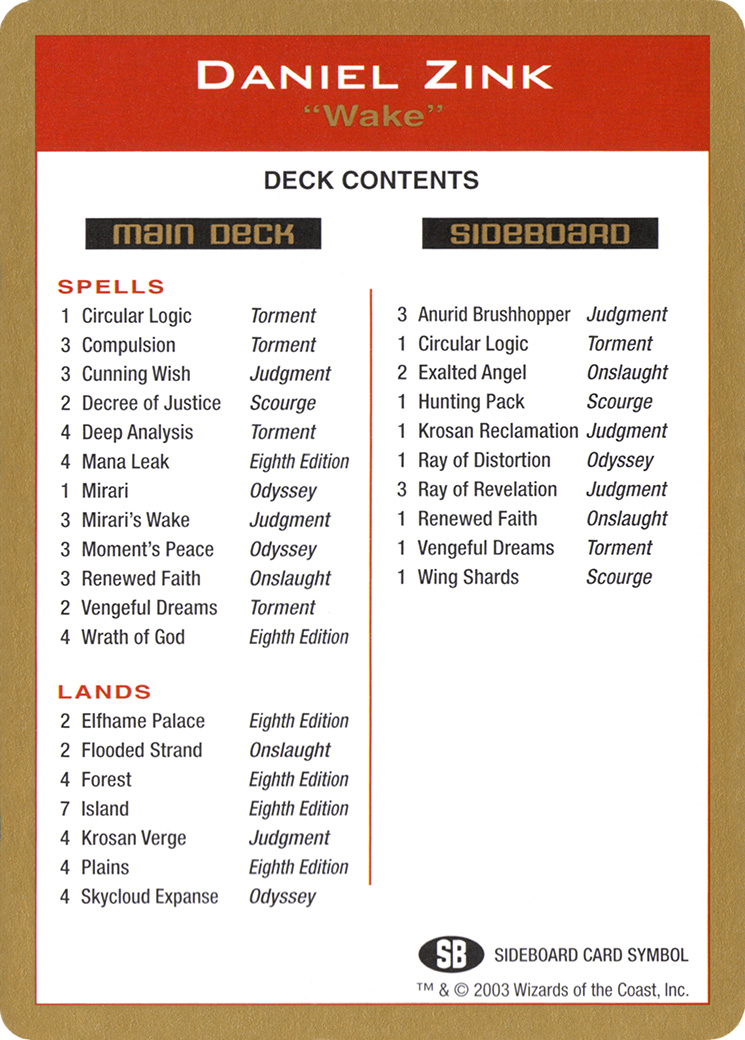 DANIEL ZINK
“Wake”
DECK CONTENTS
MAIN DECK
SPELLS
1 Circular Logic Torment
3 Compulsion Torment
3 Cunning Wish Judgment
2 Decree of Justice Scourge
4 Deep Analysis Torment
4 Mana Leak Eighth Edition
1 Mirari Odyssey
3 Mirari’s Wake Judgment
3 Moment’s Peace Odyssey
3 Renewed Faith Onslaught
2 Vengeful Dreams Torment
4 Wrath of God Eighth Edition
LANDS
2 Elfhame Palace Eighth Edition
2 Flooded Strand Onslaught
4 Forest Eighth Edition
7 Island Eighth Edition
4 Krosan Verge Judgment
4 Plains Eighth Edition
4 Skycloud Expanse Odyssey
SIDEBOARD
3 Anurid Brushhopper Judgment
1 Circular Logic Torment
2 Exalted Angel Onslaught
1 Hunting Pack Scourge
1 Krosan Reclamation Judgment
1 Ray of Distortion Odyssey
3 Ray of Revelation Judgment
1 Renewed Faith Onslaught
1 Vengeful Dreams Torment
1 Wing Shards Scourge
SB SIDEBOARD CARD SYMBOL
™ & © 2003 Wizards of the Coast, Inc.